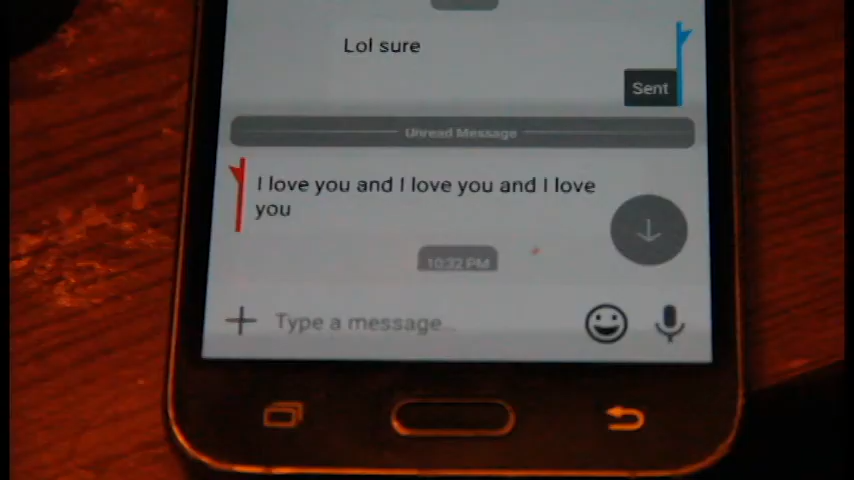 Lol sure
Sent
Unread Message
I love you and I love you and I love
you
10:32 PM
Type a message...